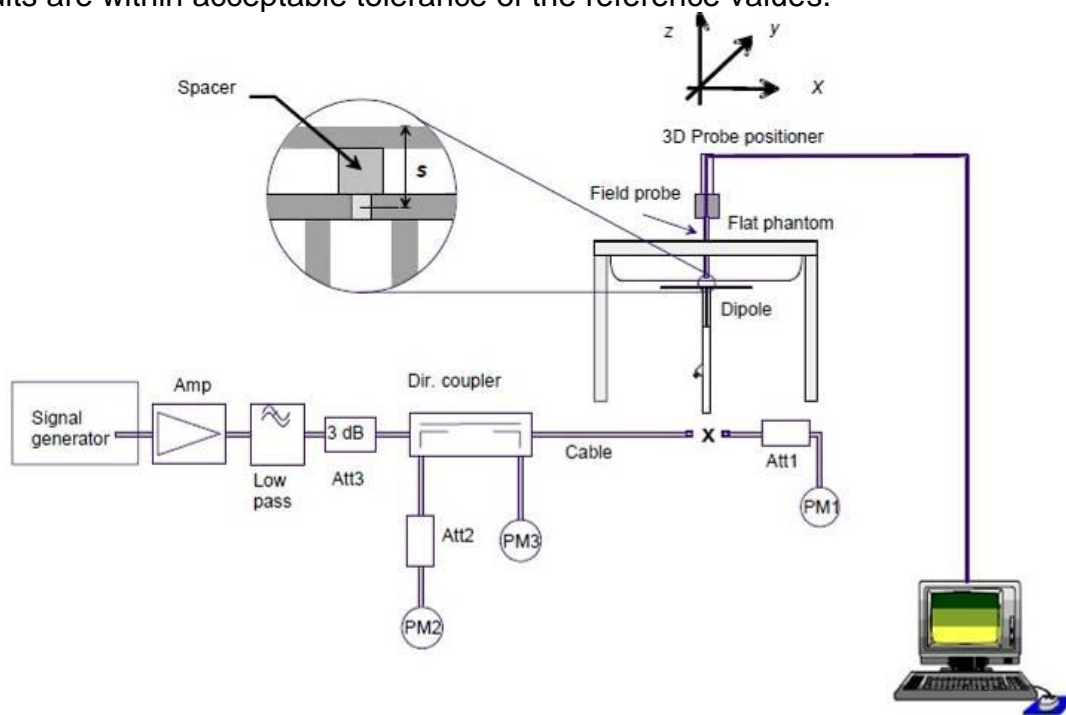 ults are within acceptable tolerance of the reference values.
z
y
X
Spacer
3D Probe positioner
s
Field probe
Flat phantom
Dipole
Dir. coupler
Amp
Signal
generator
3 dB
Cable
x
Att1
Low
pass
Att3
PM1
Att2
PM3
PM2